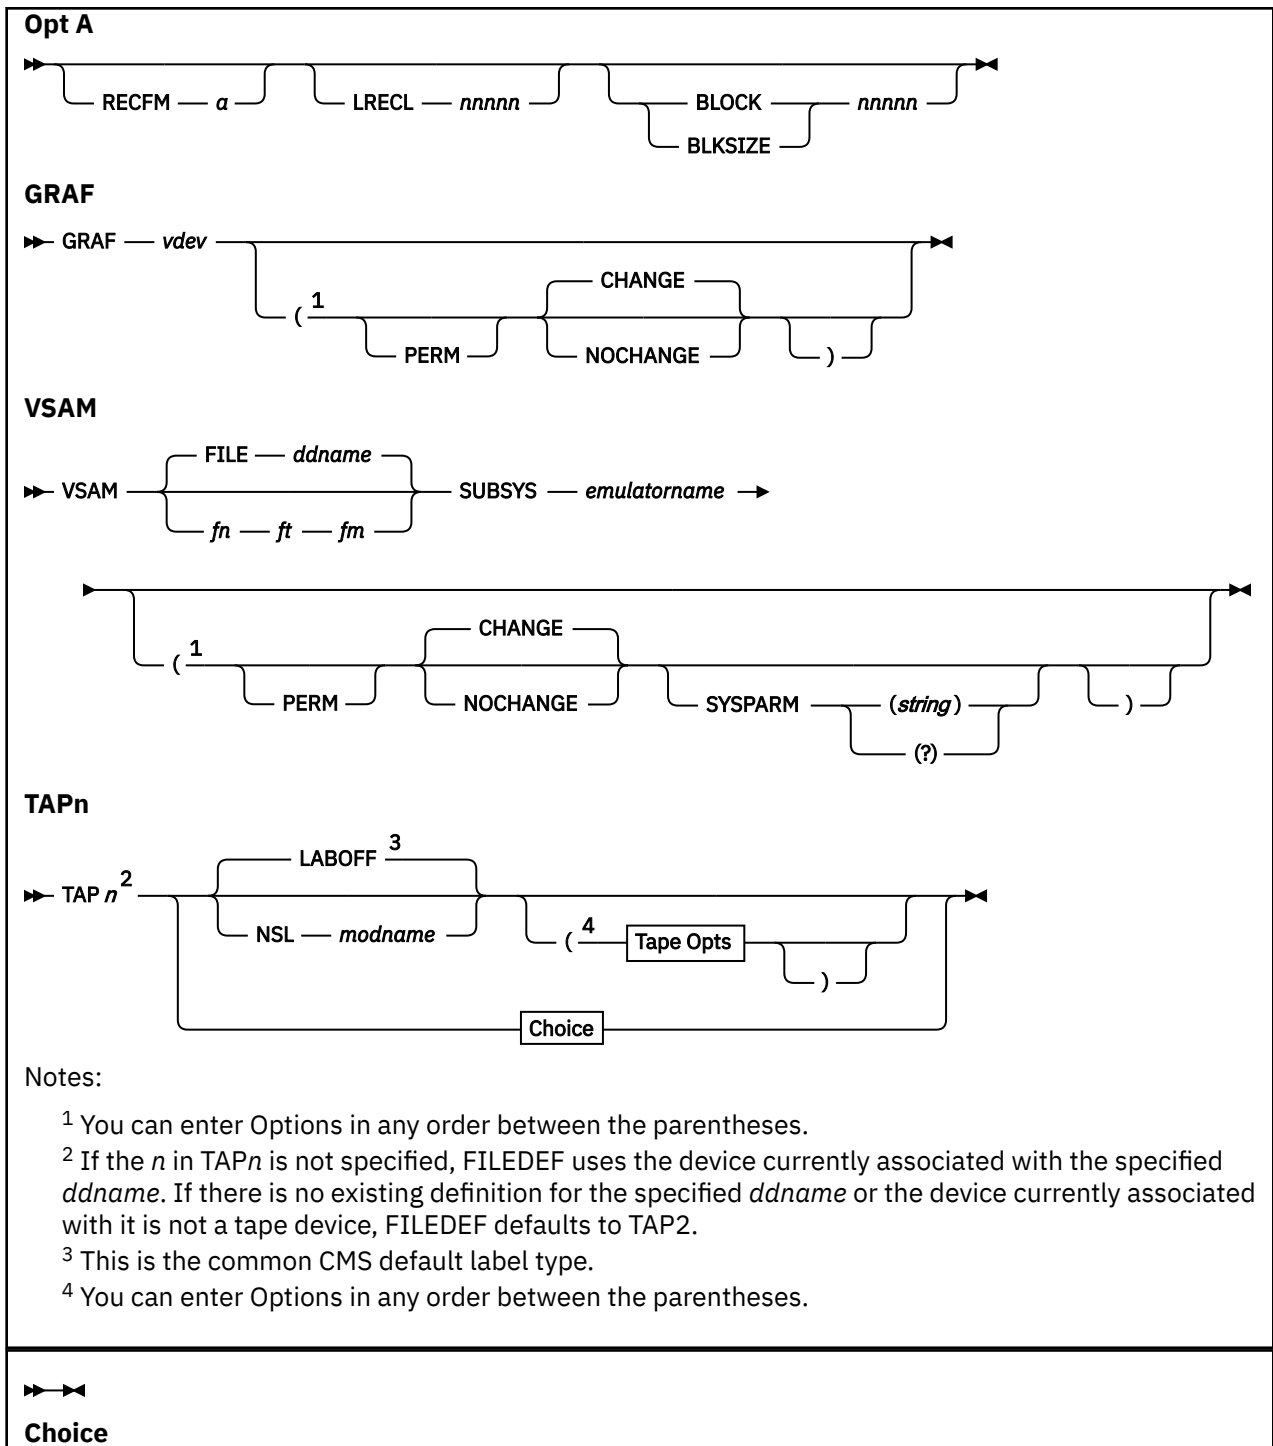 Opt A
RECFM a LRECL nnnnn BLOCK nnnnn
BLKSIZE
GRAF
GRAF vdev
CHANGE
( 1
PERM NOCHANGE )
VSAM
FILE ddname
VSAM SUBSYS emulatorname
fn ft fm
CHANGE
( 1
PERM NOCHANGE SYSPARM (string) )
(?)
TAPn
LABOFF 3
TAP n 2
NSL modname ( 4 Tape Opts
)
Choice
Notes:
1 You can enter Options in any order between the parentheses.
2 If the n in TAPn is not specified, FILEDEF uses the device currently associated with the specified
ddname. If there is no existing definition for the specified ddname or the device currently associated
with it is not a tape device, FILEDEF defaults to TAP2.
3 This is the common CMS default label type.
4 You can enter Options in any order between the parentheses.
Choice